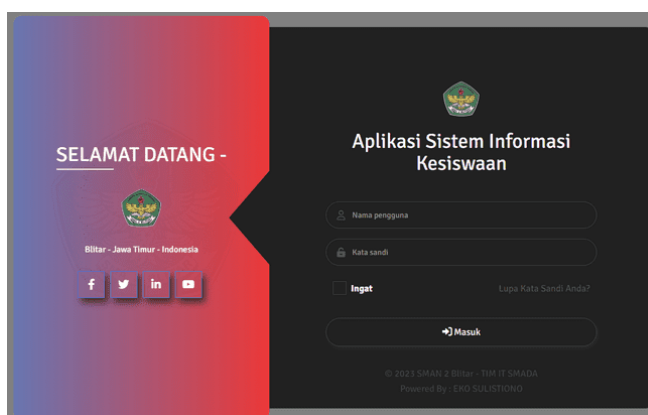 SELAMAT DATANG -
Blitar - Jawa Timur - Indonesia
Aplikasi Sistem Informasi
Kesiswaan
Nama pengguna
Kata sandi
Ingat
Lupa Kata Sandi Anda?
Masuk
© 2023 SMAN 2 Blitar - TIM IT SMADA
Powered By : EKO SULISTIONO